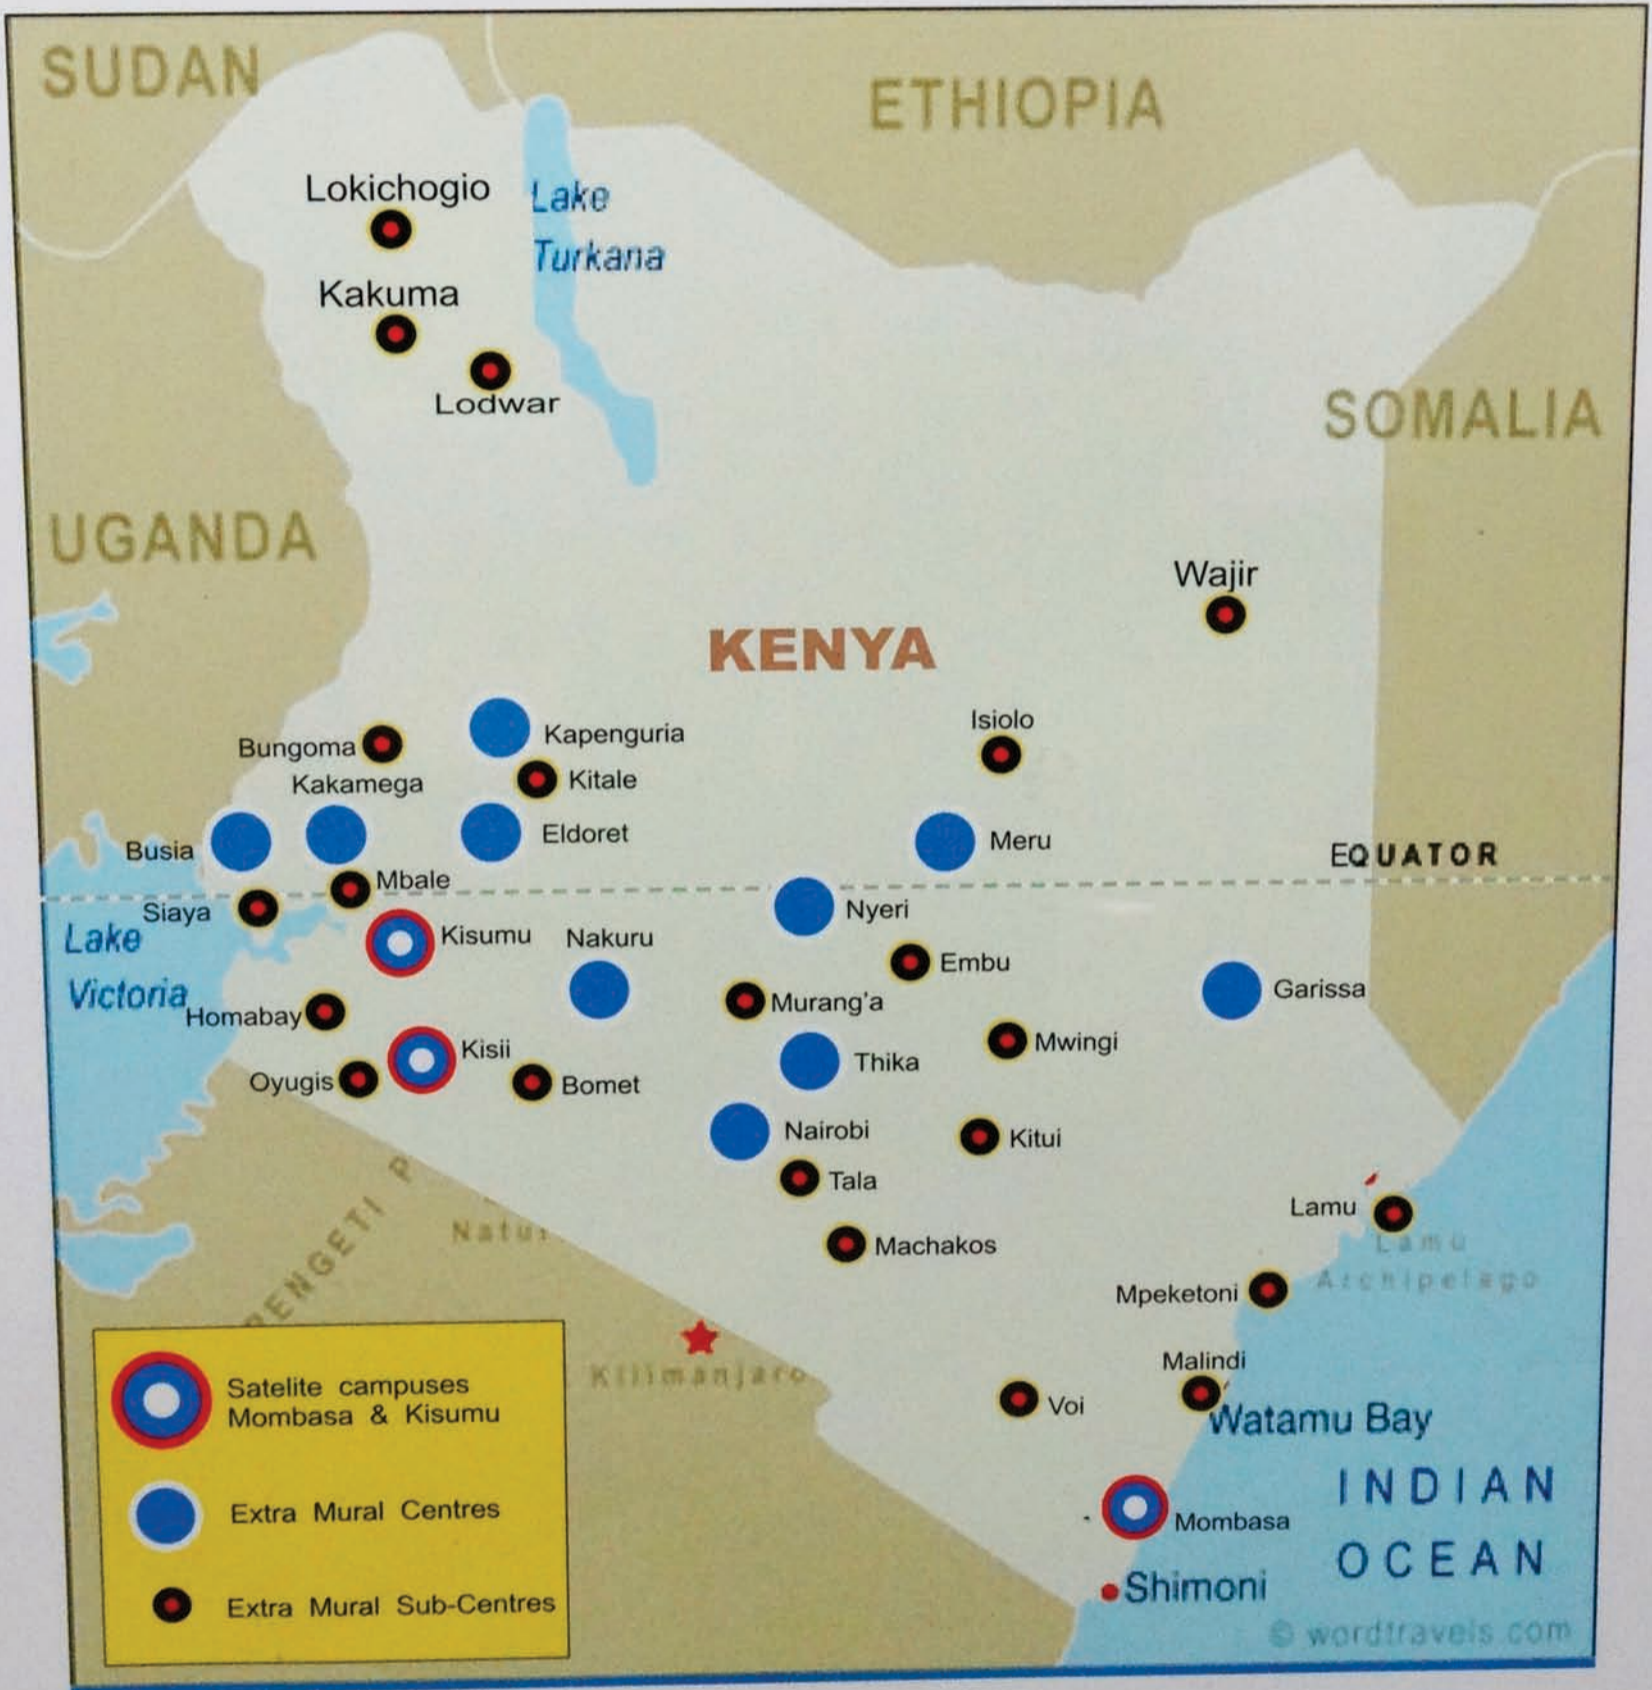 SUDAN
ETHIOPIA
Lokichogio
Lake
Turkana
Kakuma
Lodwar
SOMALIA
UGANDA
Wajir
KENYA
Isiolo
Kapenguria
Bungoma
Kitale
Kakamega
Eldoret
Meru
Busia
EQUATOR
Mbale
Siaya
Nyeri
Kisumu
Nakuru
Lake
Victoria
Embu
Garissa
Homabay
Murang'a
Mwingi
Kisii
Thika
Oyugis
Bomet
Nairobi
Kitui
Tala
Lamu
RENGETI P
Natur
Machakos
Lamu
Archipelago
Mpeketoni
Malindi
Kilimanjaro
Voi
Watamu Bay
INDIAN
OCEAN
Mombasa
Shimoni
Satelite campuses
Mombasa & Kisumu
Extra Mural Centres
Extra Mural Sub-Centres
© wordtravels.com